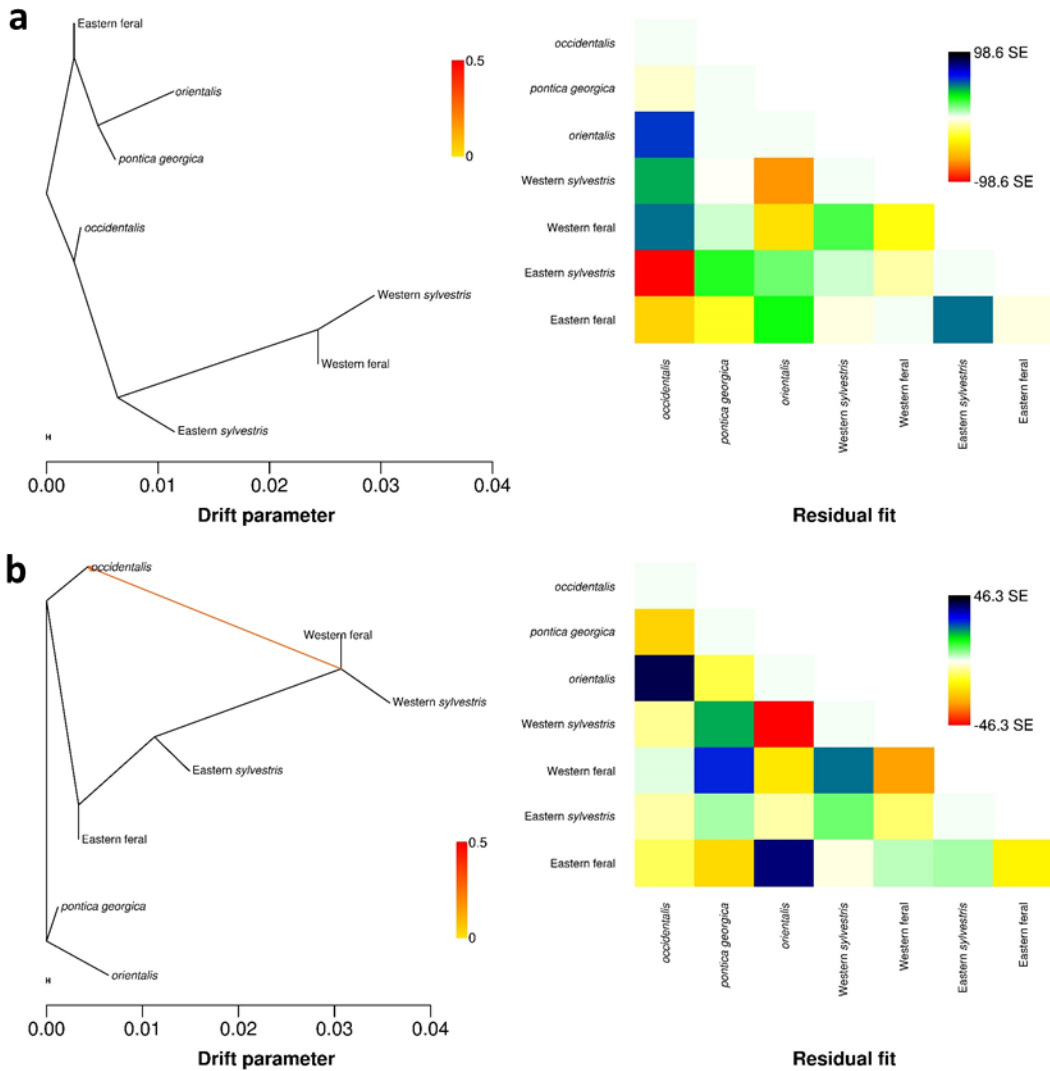 a
Eastern feral
orientalis
pontica georgica
occidentalis
Western sylvestris
Western feral
Eastern sylvestris
0.5
0
0.00 0.01 0.02 0.03 0.04
Drift parameter
occidentalis
pontica georgica
orientalis
Western sylvestris
Western feral
Eastern sylvestris
Eastern feral
98.6 SE
-98.6 SE
occidentalis
pontica georgica
orientalis
Western sylvestris
Western feral
Eastern sylvestris
Eastern feral
Residual fit
b
occidentalis
Western feral
Western sylvestris
Eastern sylvestris
Eastern feral
pontica georgica
orientalis
0.5
0
0.00 0.01 0.02 0.03 0.04
Drift parameter
occidentalis
pontica georgica
orientalis
Western sylvestris
Western feral
Eastern sylvestris
Eastern feral
46.3 SE
-46.3 SE
occidentalis
pontica georgica
orientalis
Western sylvestris
Western feral
Eastern sylvestris
Eastern feral
Residual fit